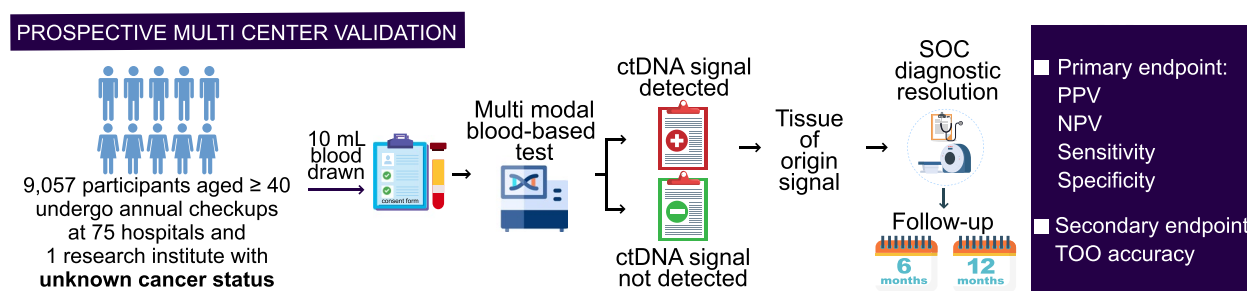 PROSPECTIVE MULTI CENTER VALIDATION
9,057 participants aged ≥ 40
undergo annual checkups
at 75 hospitals and
1 research institute with
unknown cancer status
10 mL
blood
drawn
consent form
Multi modal
blood-based
test
ctDNA signal
detected
ctDNA signal
not detected
Tissue
of
origin
signal
SOC
diagnostic
resolution
Follow-up
6
months
12
months
Primary endpoint:
PPV
NPV
Sensitivity
Specificity
Secondary endpoint
TOO accuracy